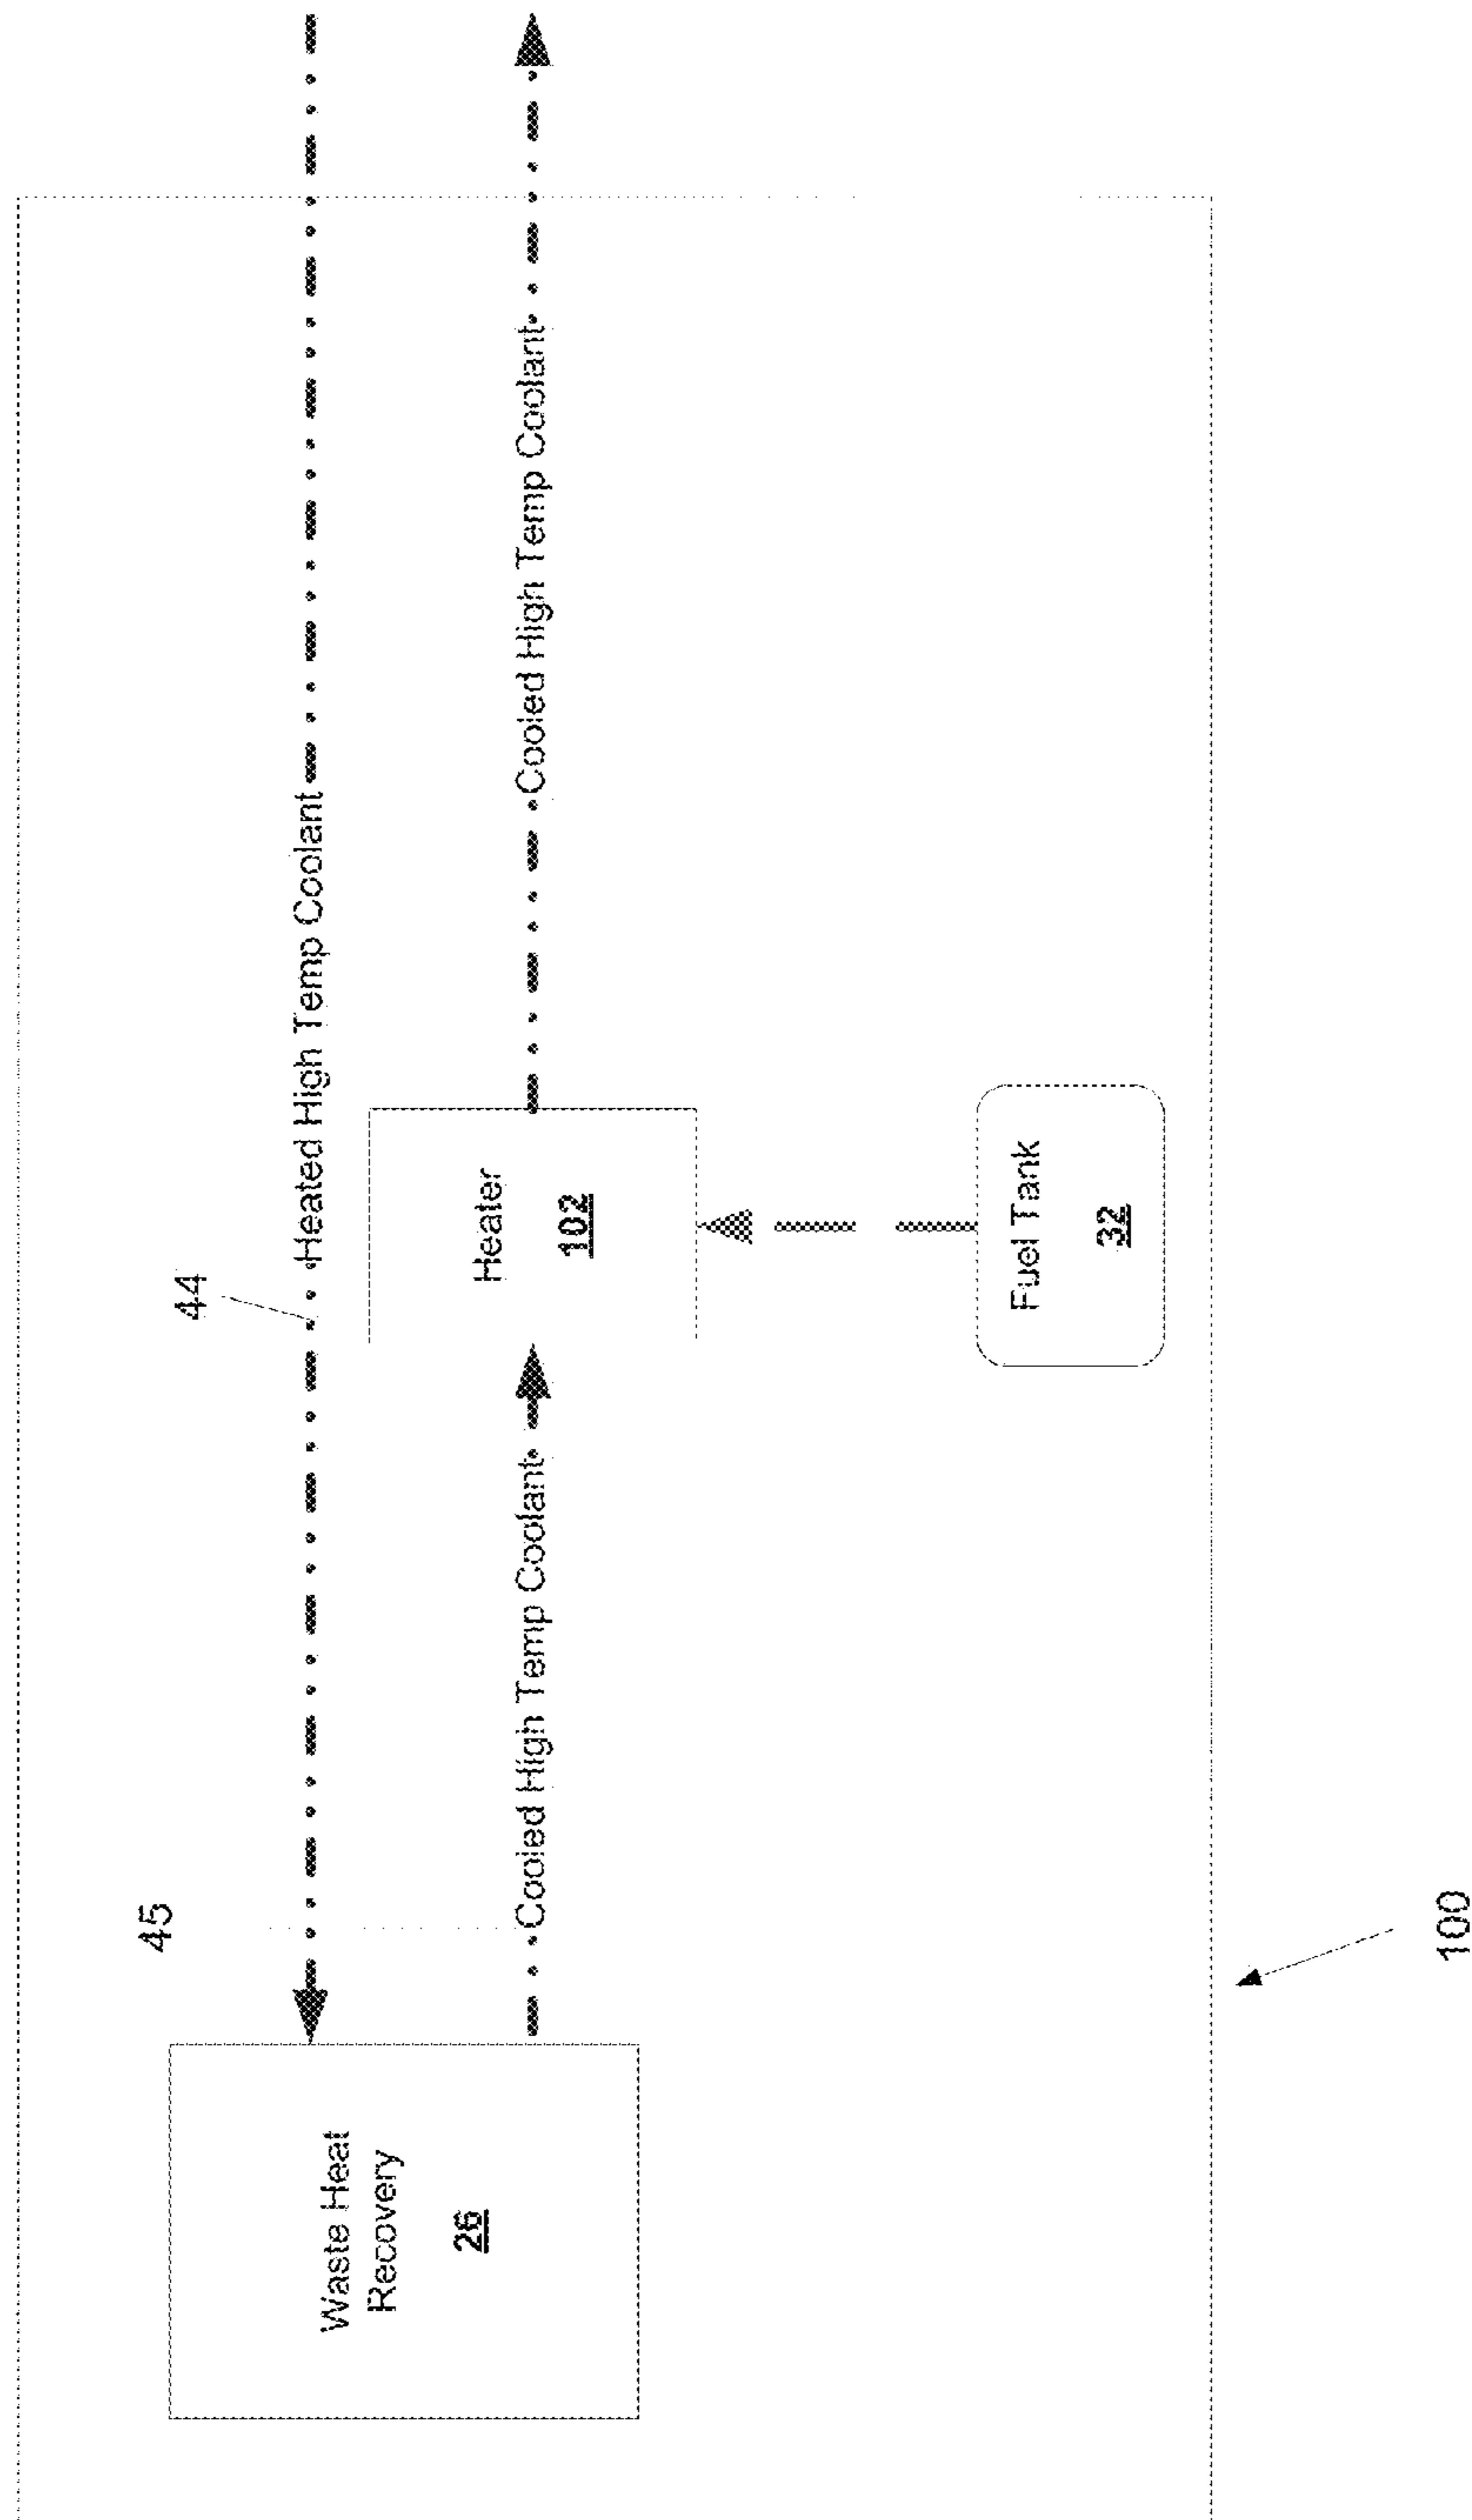 44
Heated High Temp Coolant
45
Cooled High Temp Coolant
Cooled High Temp Coolant
Waste Heat
Recovery
26
Heater
102
Fuel Tank
32
100